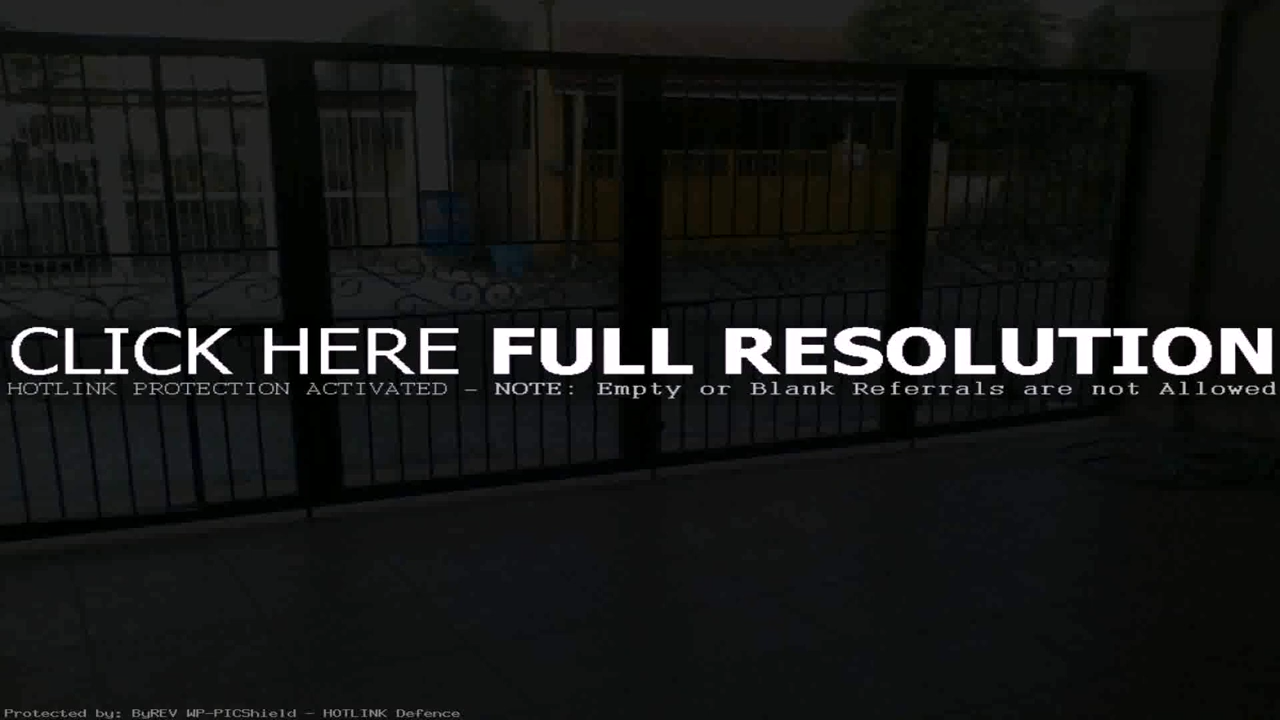 CLICK HERE FULL RESOLUTION
HOTLINK PROTECTION ACTIVATED - NOTE: Empty or Blank Referrals are not Allowed
Protected by: ByREV WP-PICShield - HOTLINK Defence